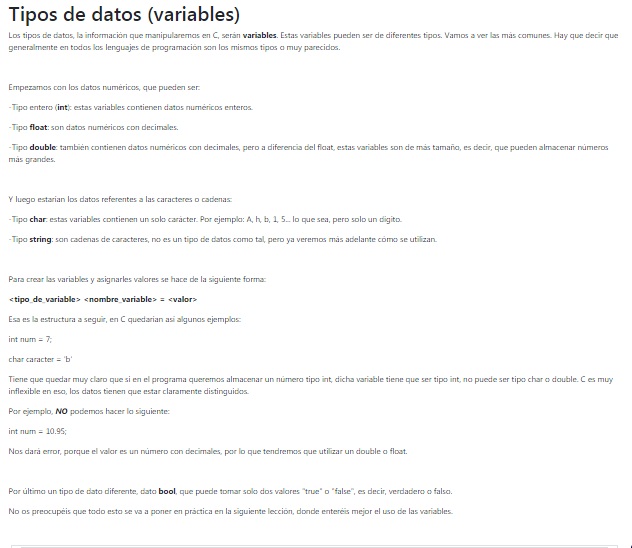 Tipos de datos (variables)
Los tipos de datos, la información que manipularemos en C, serán variables. Estas variables pueden ser de diferentes tipos. Vamos a ver las más comunes. Hay que decir que
generalmente en todos los lenguajes de programación son los mismos tipos o muy parecidos.
Empezamos con los datos numéricos, que pueden ser:
-Tipo entero (int): estas variables contienen datos numéricos enteros.
-Tipo float: son datos numéricos con decimales.
-Tipo double: también contienen datos numéricos con decimales, pero a diferencia del float, estas variables son de más tamaño, es decir, que pueden almacenar números
más grandes.
Y luego estarían los datos referentes a las caracteres o cadenas:
-Tipo char: estas variables contienen un solo carácter. Por ejemplo: A, h, b, 1, 5... lo que sea, pero solo un dígito.
-Tipo string: son cadenas de caracteres, no es un tipo de datos como tal, pero ya veremos más adelante cómo se utilizan.
Para crear las variables y asignarles valores se hace de la siguiente forma:
<tipo_de_variable> <nombre_variable> = <valor>
Esa es la estructura a seguir, en C quedarían así algunos ejemplos:
int num = 7;
char caracter = 'b'
Tiene que quedar muy claro que si en el programa queremos almacenar un número tipo int, dicha variable tiene que ser tipo int, no puede ser tipo char o double. C es muy
inflexible en eso, los datos tienen que estar claramente distinguidos.
Por ejemplo, NO podemos hacer lo siguiente:
int num = 10.95;
Nos dará error, porque el valor es un número con decimales, por lo que tendremos que utilizar un double o float.
Por último un tipo de dato diferente, dato bool, que puede tomar solo dos valores "true" o "false", es decir, verdadero o falso.
No os preocupéis que todo esto se va a poner en práctica en la siguiente lección, donde enteréis mejor el uso de las variables.